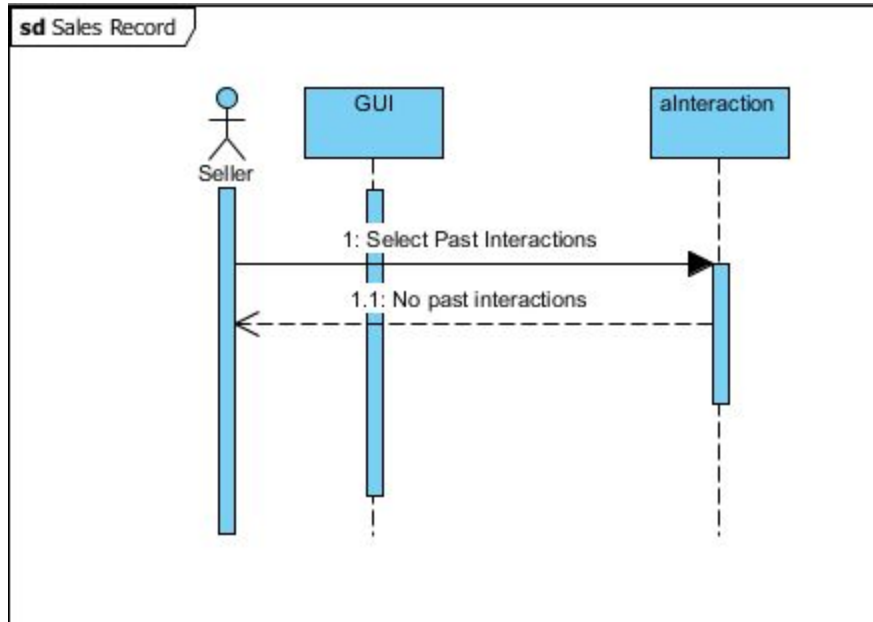 sd Sales Record
GUI
aInteraction
Seller
1: Select Past Interactions
1.1: No past interactions